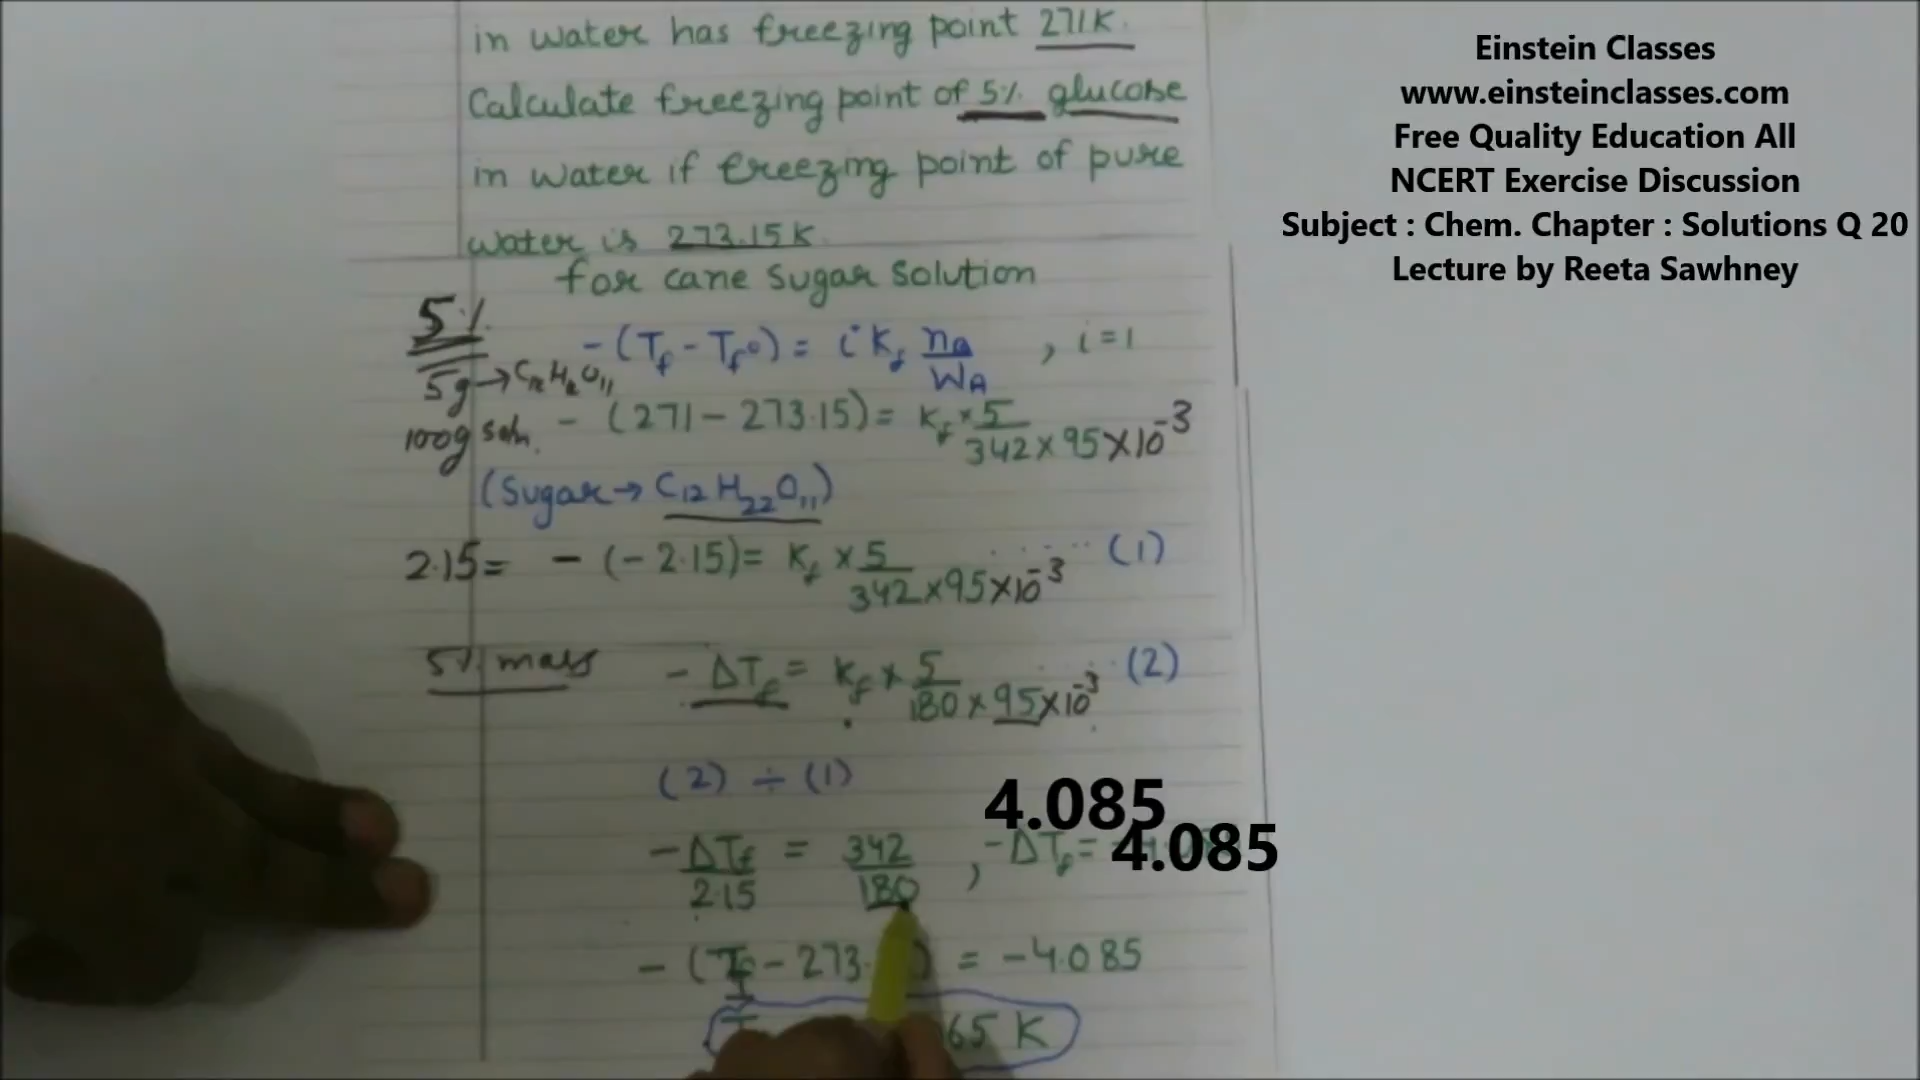 in water has freezing point 271K.
Calculate freezing point of 5% glucose
in water if freezing point of pure
water is 273.15K.
for cane sugar solution
5%
5g → C12H22O11
100g soln.
-(Tf - Tf°) = i Kf nB/WA , i=1
-(271 - 273.15) = Kf × 5/342×95×10⁻³
(Sugar → C12H22O11)
2.15 = -(-2.15) = Kf × 5/342×95×10⁻³ ....... (1)
5% mass
-ΔTf = Kf × 5/180×95×10⁻³ ... (2)
(2) ÷ (1)
4.085
-ΔTf/2.15 = 342/180 , -ΔTf = 4.085
-(Tf - 273. ) = -4.085
65 K
Einstein Classes
www.einsteinclasses.com
Free Quality Education All
NCERT Exercise Discussion
Subject : Chem. Chapter : Solutions Q 20
Lecture by Reeta Sawhney